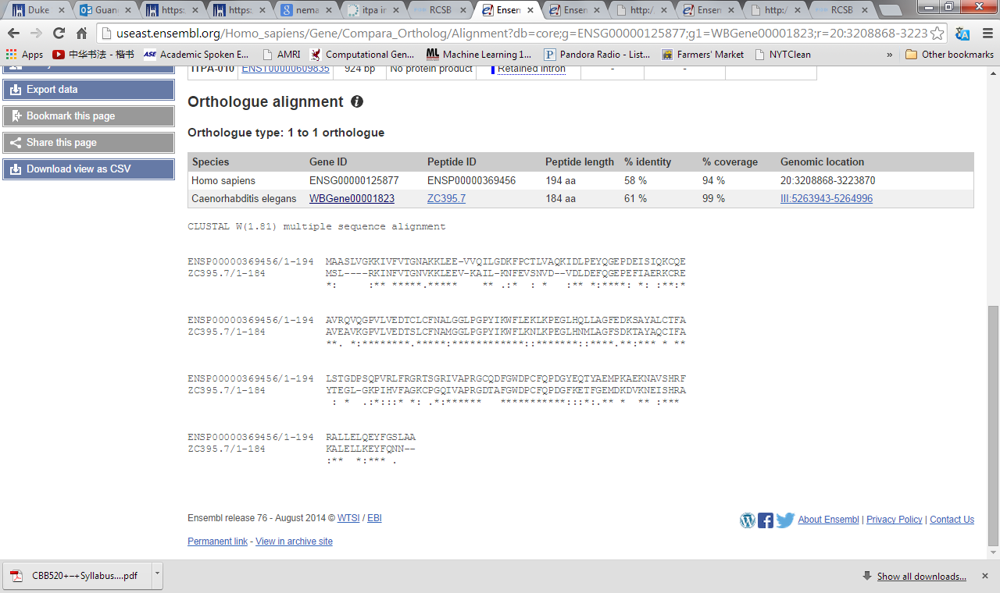 Duke
Guan
https:
https:
nema
itpa ir
RCSB
Ensen
Ensen
http:/
Ensen
http:/
RCSB
useast.ensembl.org/Homo_sapiens/Gene/Compara_Ortholog/Alignment?db=core;g=ENSG00000125877;g1=WBGene00001823;r=20:3208868-3223
Apps
中华书法 - 楷书
ASE Academic Spoken E...
AMRI
Computational Gen...
ML Machine Learning 1...
P Pandora Radio - List...
Farmers' Market
NYTClean
»
Other bookmarks
ITPA-010 ENST00000609835 924 bp No protein product Retained intron - -
Export data
Bookmark this page
Share this page
Download view as CSV
Orthologue alignment
Orthologue type: 1 to 1 orthologue
Species Gene ID Peptide ID Peptide length % identity % coverage Genomic location
Homo sapiens ENSG00000125877 ENSP00000369456 194 aa 58 % 94 % 20:3208868-3223870
Caenorhabditis elegans WBGene00001823 ZC395.7 184 aa 61 % 99 % III:5263943-5264996
CLUSTAL W(1.81) multiple sequence alignment
ENSP00000369456/1-194 MAASLVGKKIVFVTGNAKKLEE-VVQILGDKFPCTLVAQKIDLPEYQGEPDEISIQKCQE
ZC395.7/1-184 MSL----RKINFVTGNVKKLEEV-KAIL-KNFEVSNVD--VDLDEFQGEPEFIAERKCRE
*: :** *****.***** ** .:* : * :** *:****: *: :**:*
ENSP00000369456/1-194 AVRQVQGPVLVEDTCLCFNALGGLPGPYIKWFLEKLKPEGLHQLLAGFEDKSAYALCTFA
ZC395.7/1-184 AVEAVKGPVLVEDTSLCFNAMGGLPGPYIKWFLKNLKPEGLHNMLAGFSDKTAYAQCIFA
**. *:********.*****:************::*******::****.**:*** * **
ENSP00000369456/1-194 LSTGDPSQPVRLFRGRTSGRIVAPRGCQDFGWDPCFQPDGYEQTYAEMPKAEKNAVSHRF
ZC395.7/1-184 YTEGL-GKPIHVFAGKCPGQIVAPRGDTAFGWDPCFQPDGFKETFGEMDKDVKNEISHRA
: * .:*:::* *: .*:****** ***********:::*:.** * ** :***
ENSP00000369456/1-194 RALLELQEYFGSLAA
ZC395.7/1-184 KALELLKEYFQNN--
:** *:*** .
Ensembl release 76 - August 2014 © WTSI / EBI
About Ensembl | Privacy Policy | Contact Us
Permanent link - View in archive site
CBB520+-+Syllabus....pdf
Show all downloads...